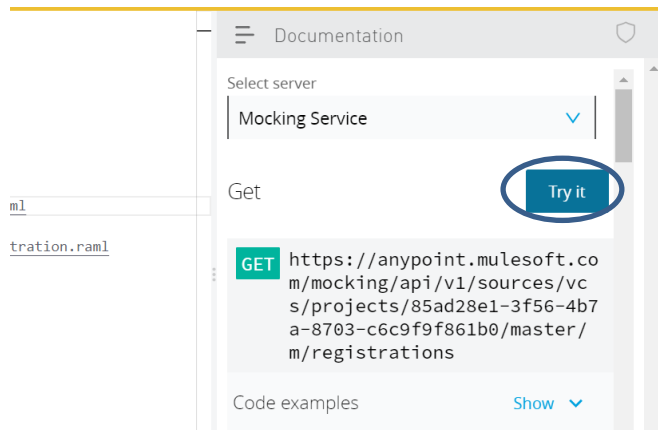 Documentation
Select server
Mocking Service
Get
Try it
ml
tration.raml
GET https://anypoint.mulesoft.co
m/mocking/api/v1/sources/vc
s/projects/85ad28e1-3f56-4b7
a-8703-c6c9f9f861b0/master/
m/registrations
Code examples
Show